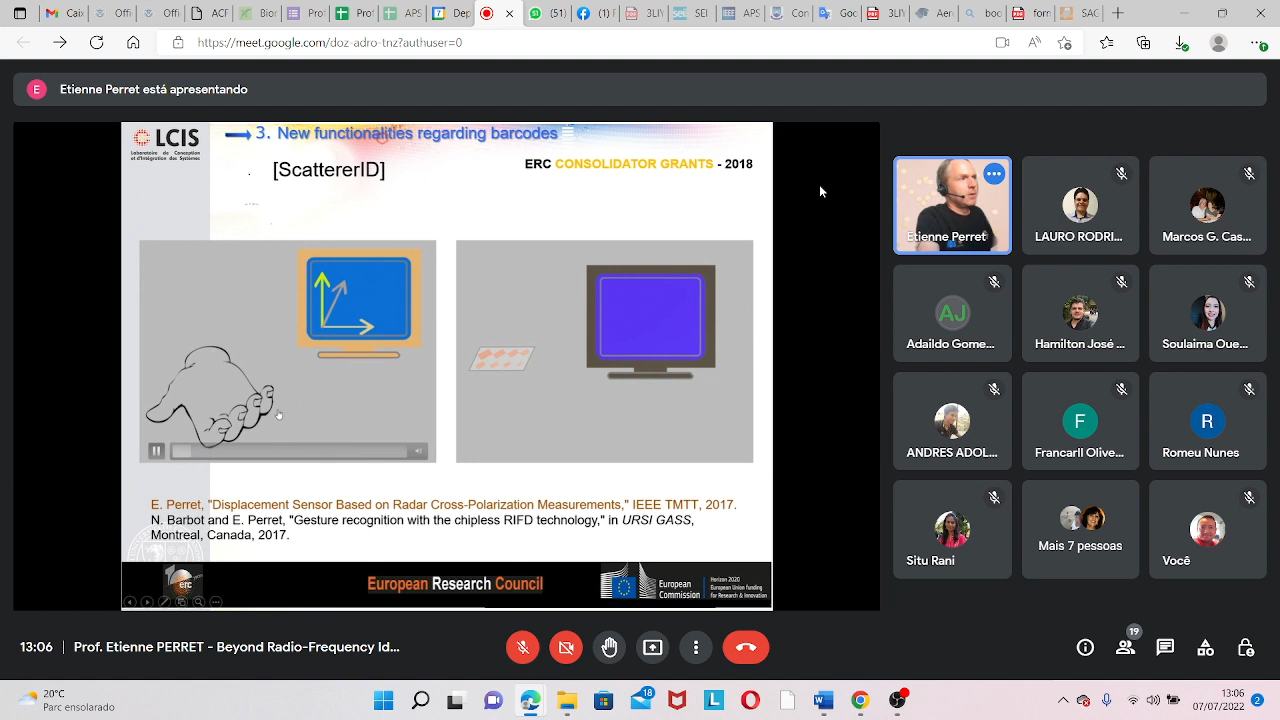 Etienne Perret está apresentando
https://meet.google.com/doz-adro-tnz?authuser=0
LCIS
Laboratoire de Conception
et d'Intégration des Systèmes
3. New functionalities regarding barcodes
[ScattererID]
ERC CONSOLIDATOR GRANTS - 2018
E. Perret, "Displacement Sensor Based on Radar Cross-Polarization Measurements," IEEE TMTT, 2017.
N. Barbot and E. Perret, "Gesture recognition with the chipless RIFD technology," in URSI GASS,
Montreal, Canada, 2017.
erc
European Research Council
European
Commission
Horizon 2020
European Union funding
for Research & Innovation
Etienne Perret
LAURO RODRI...
Marcos G. Cas...
AJ
Adaildo Gome...
Hamilton José ...
Soulaima Oue...
ANDRES ADOL...
F
Francarll Olive...
R
Romeu Nunes
Situ Rani
Mais 7 pessoas
Você
E
13:06 | Prof. Etienne PERRET - Beyond Radio-Frequency Id...
19
20°C
Parc ensolarado
18
13:06
07/07/2022
2